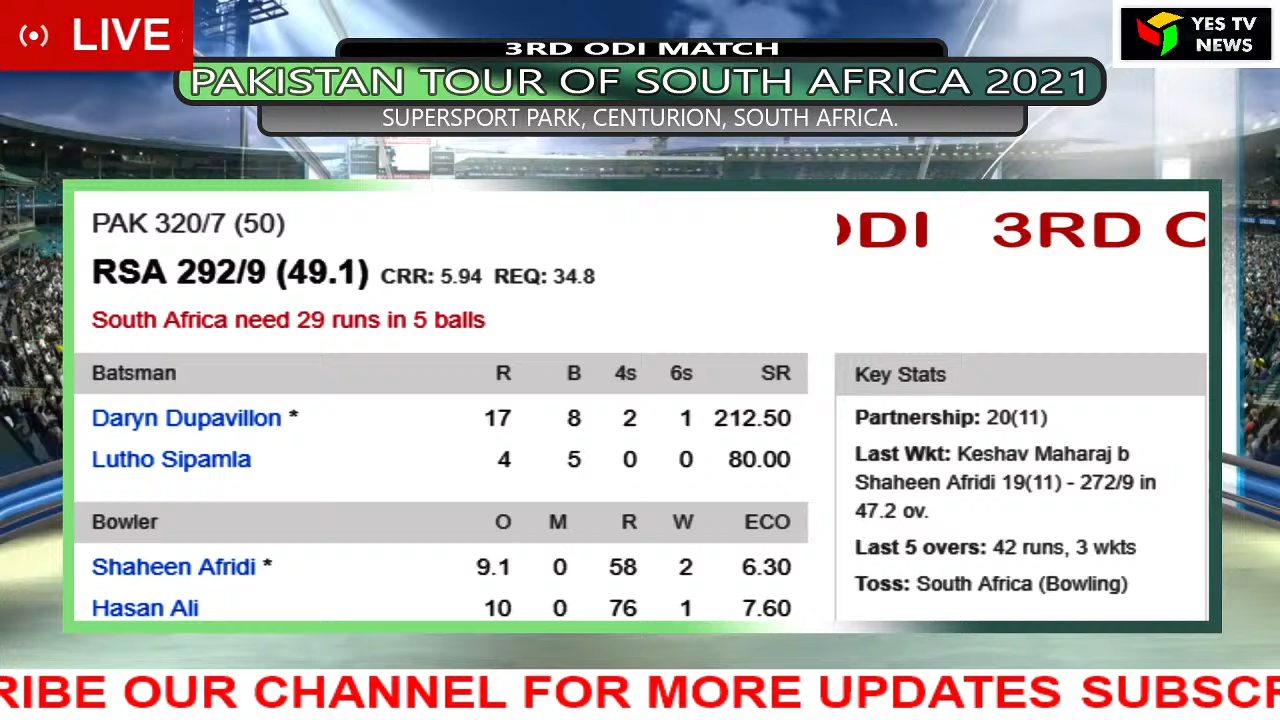 LIVE
YES TV
NEWS
3RD ODI MATCH
PAKISTAN TOUR OF SOUTH AFRICA 2021
SUPERSPORT PARK, CENTURION, SOUTH AFRICA.
PAK 320/7 (50)
DDI 3RD O
RSA 292/9 (49.1) CRR: 5.94 REQ: 34.8
South Africa need 29 runs in 5 balls
Batsman R B 4s 6s SR
Daryn Dupavillon * 17 8 2 1 212.50
Lutho Sipamla 4 5 0 0 80.00
Bowler O M R W ECO
Shaheen Afridi * 9.1 0 58 2 6.30
Hasan Ali 10 0 76 1 7.60
Key Stats
Partnership: 20(11)
Last Wkt: Keshav Maharaj b
Shaheen Afridi 19(11) - 272/9 in
47.2 ov.
Last 5 overs: 42 runs, 3 wkts
Toss: South Africa (Bowling)
RIBE OUR CHANNEL FOR MORE UPDATES SUBSCR